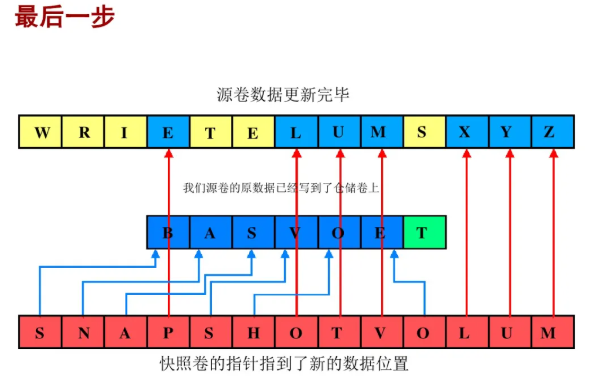 最后一步
源卷数据更新完毕
W R I E T E L U M S X Y Z
我们源卷的原数据已经写到了仓储卷上
B A S V O E T
S N A P S H O T V O L U M
快照卷的指针指到了新的数据位置